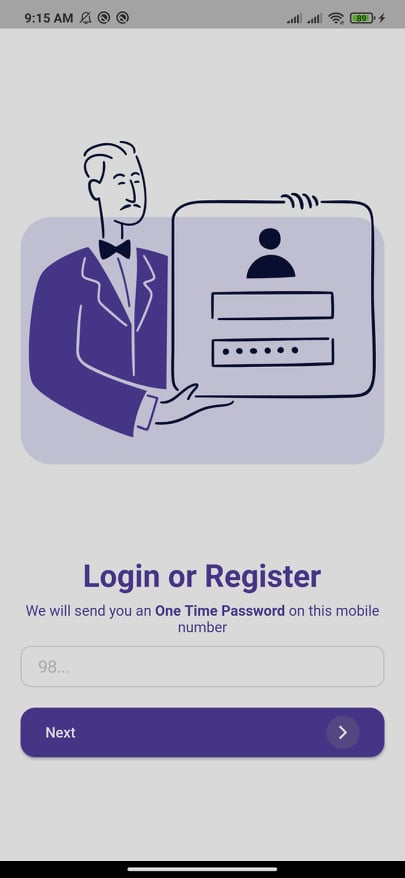 9:15 AM
89
Login or Register
We will send you an One Time Password on this mobile
number
98...
Next